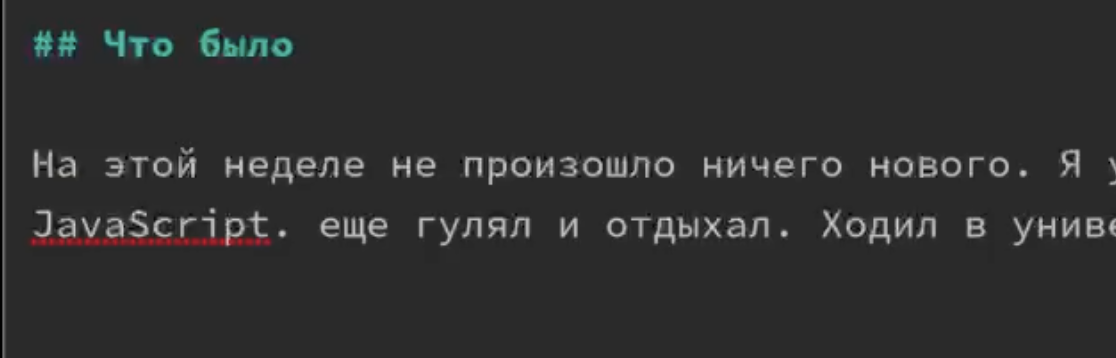 ## Что было
На этой неделе не произошло ничего нового. Я
JavaScript. еще гулял и отдыхал. Ходил в